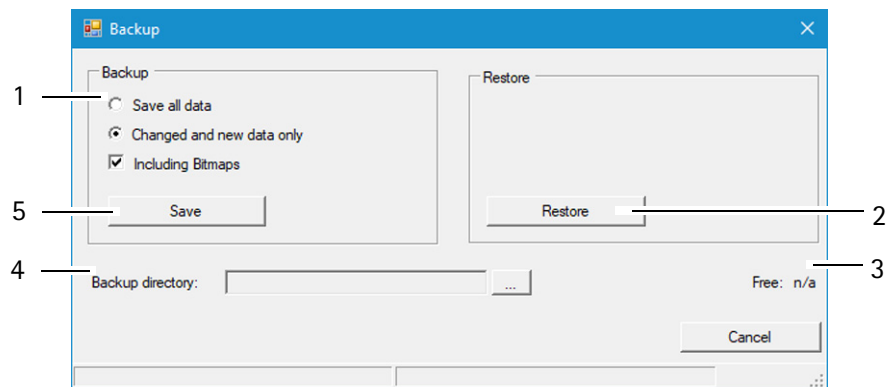 Backup
Backup
1
Save all data
Changed and new data only
Including Bitmaps
5
Save
Restore
Restore
2
4
Backup directory:
...
3
Free: n/a
Cancel